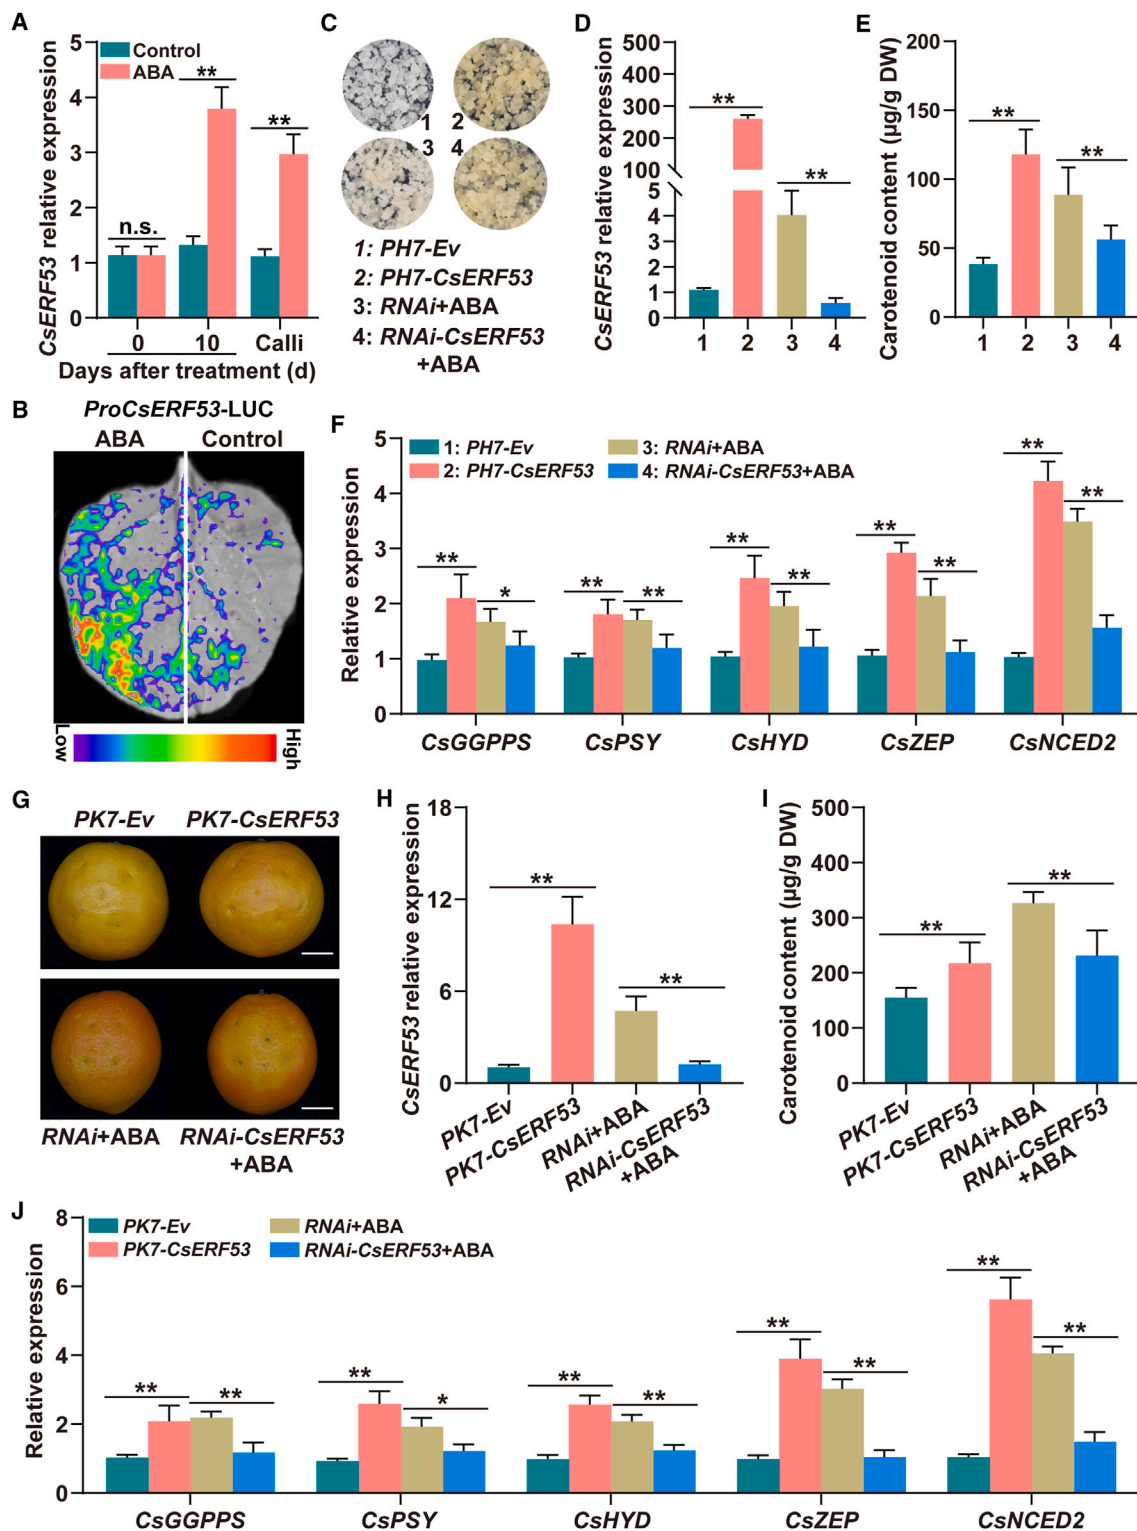 A
CsERF53 relative expression
5
4
3
2
1
0
Control
ABA
n.s.
**
**
0
10
Calli
Days after treatment (d)
B
ProCsERF53-LUC
ABA
Control
Low
High
C
1
2
3
4
1: PH7-Ev
2: PH7-CsERF53
3: RNAi+ABA
4: RNAi-CsERF53
+ABA
D
CsERF53 relative expression
500
400
300
200
100
5
4
3
2
1
0
**
**
1
2
3
4
E
Carotenoid content (µg/g DW)
200
150
100
50
0
**
**
1
2
3
4
F
Relative expression
5
4
3
2
1
0
1: PH7-Ev
2: PH7-CsERF53
3: RNAi+ABA
4: RNAi-CsERF53+ABA
**
*
**
**
**
**
**
**
**
**
CsGGPPS
CsPSY
CsHYD
CsZEP
CsNCED2
G
PK7-Ev
PK7-CsERF53
RNAi+ABA
RNAi-CsERF53
+ABA
H
CsERF53 relative expression
18
12
6
0
**
**
PK7-Ev
PK7-CsERF53
RNAi+ABA
RNAi-CsERF53
+ABA
I
Carotenoid content (µg/g DW)
500
400
300
200
100
0
**
**
PK7-Ev
PK7-CsERF53
RNAi+ABA
RNAi-CsERF53
+ABA
J
Relative expression
8
6
4
2
0
PK7-Ev
PK7-CsERF53
RNAi+ABA
RNAi-CsERF53+ABA
**
**
**
*
**
**
**
**
**
**
CsGGPPS
CsPSY
CsHYD
CsZEP
CsNCED2